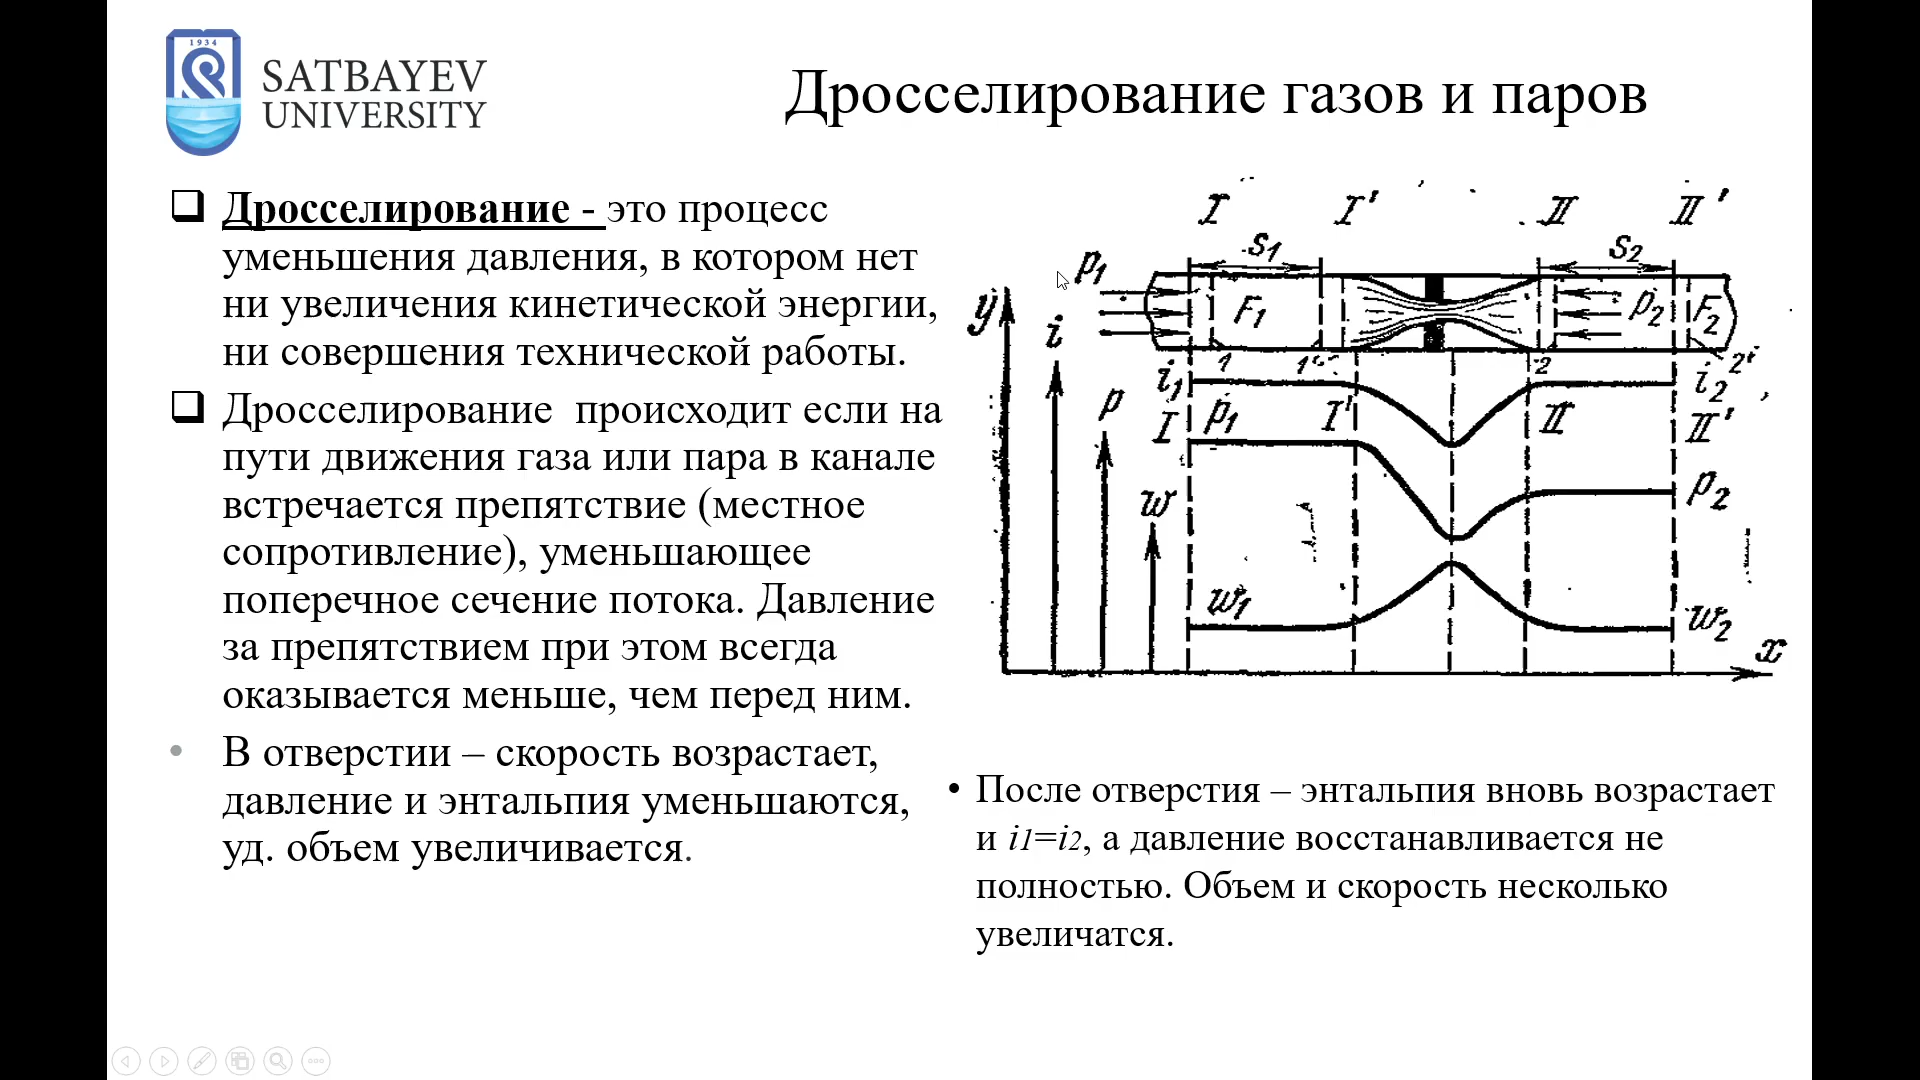 1934
SATBAYEV
UNIVERSITY
Дросселирование газов и паров
Дросселирование - это процесс
уменьшения давления, в котором нет
ни увеличения кинетической энергии,
ни совершения технической работы.
Дросселирование происходит если на
пути движения газа или пара в канале
встречается препятствие (местное
сопротивление), уменьшающее
поперечное сечение потока. Давление
за препятствием при этом всегда
оказывается меньше, чем перед ним.
В отверстии – скорость возрастает,
давление и энтальпия уменьшаются,
уд. объем увеличивается.
I I' II II'
s1 s2
p1 F1 p2 F2
y i 1 1' 2 2'
i1 i2
p I p1 I' II II'
w p2
w1 w2
x
После отверстия – энтальпия вновь возрастает
и i1=i2, а давление восстанавливается не
полностью. Объем и скорость несколько
увеличатся.